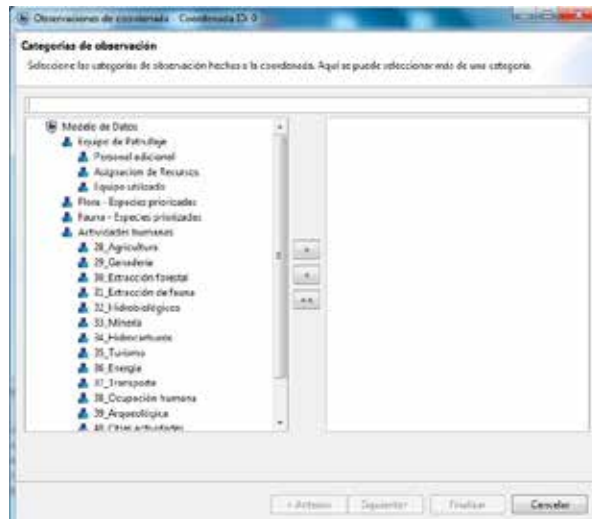 Observaciones de coordenada - Coordenada ID: 0
Categorías de observación
Seleccione las categorías de observación hechas a la coordenada. Aquí se puede seleccionar más de una categoría.
Modelo de Datos
Equipo de Patrullaje
Personal adicional
Asignación de Recursos
Equipo utilizado
Flora - Especies priorizadas
Fauna - Especies priorizadas
Actividades humanas
28_Agricultura
29_Ganadería
30_Extracción forestal
31_Extracción de fauna
32_Hidrobiológicos
33_Minería
34_Hidrocarburos
35_Turismo
36_Energía
37_Transporte
38_Ocupación humana
39_Arqueológica
40_Otras actividades
>
<
<<
< Anterior
Siguiente >
Finalizar
Cancelar